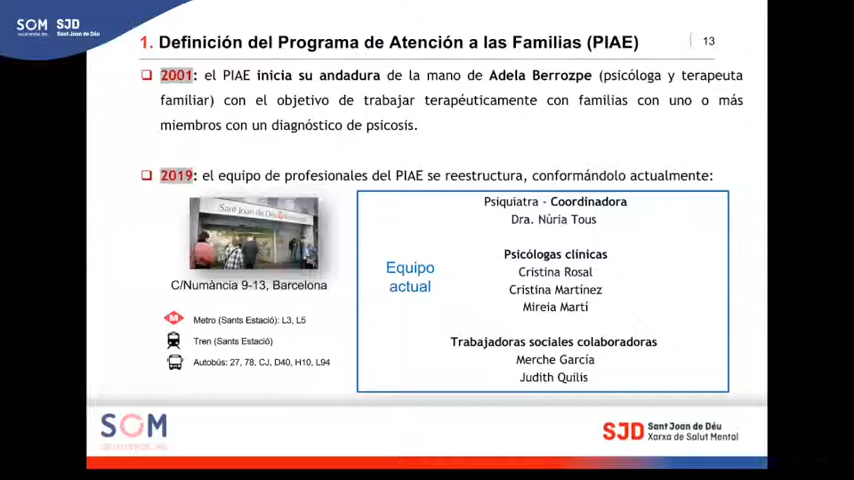 SOM
SJD
Sant Joan de Déu
1. Definición del Programa de Atención a las Familias (PIAE)
13
2001: el PIAE inicia su andadura de la mano de Adela Berrozpe (psicóloga y terapeuta
familiar) con el objetivo de trabajar terapéuticamente con familias con uno o más
miembros con un diagnóstico de psicosis.
2019: el equipo de profesionales del PIAE se reestructura, conformándolo actualmente:
Sant Joan de Déu
C/Numància 9-13, Barcelona
M
Metro (Sants Estació): L3, L5
Tren (Sants Estació)
Autobús: 27, 78, CJ, D40, H10, L94
Equipo
actual
Psiquiatra - Coordinadora
Dra. Núria Tous
Psicólogas clínicas
Cristina Rosal
Cristina Martínez
Mireia Martí
Trabajadoras sociales colaboradoras
Merche García
Judith Quilis
SOM
SJD Sant Joan de Déu
Xarxa de Salut Mental